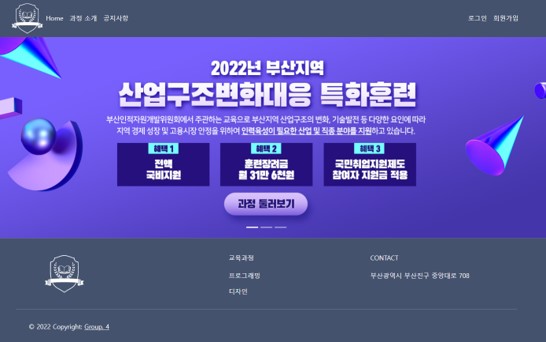 Home 과정 소개 공지사항 로그인 회원가입
2022년 부산지역
산업구조변화대응 특화훈련
부산인적자원개발위원회에서 주관하는 교육으로 부산지역 산업구조의 변화, 기술발전 등 다양한 요인에 따라
지역 경제 성장 및 고용시장 안정을 위하여 인력육성이 필요한 산업 및 직종 분야를 지원하고 있습니다.
혜택 1 혜택 2 혜택 3
전액 훈련장려금 국민취업지원제도
국비지원 월 31만 6천원 참여자 지원금 적용
과정 둘러보기
교육과정 CONTACT
프로그래밍 부산광역시 부산진구 중앙대로 708
디자인
© 2022 Copyright: Group. 4